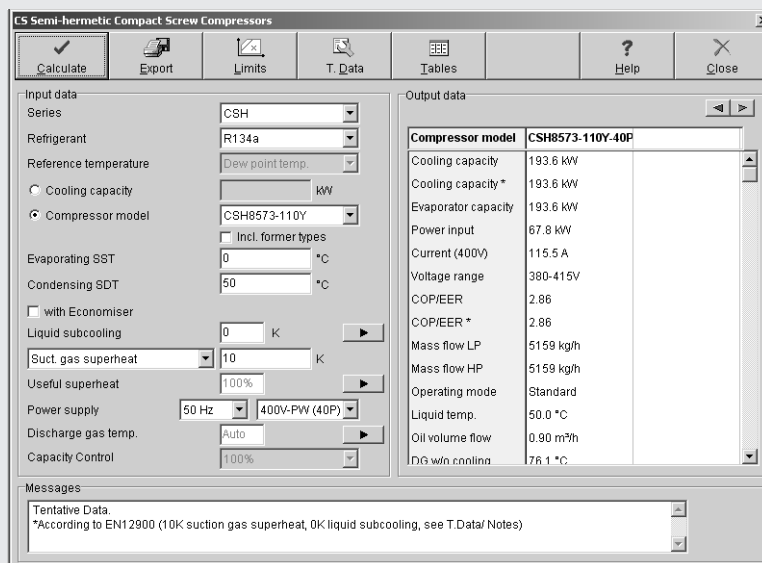 CS Semi-hermetic Compact Screw Compressors
Calculate Export Limits T. Data Tables Help Close
Input data
Series CSH
Refrigerant R134a
Reference temperature Dew point temp.
Cooling capacity kW
Compressor model CSH8573-110Y
Incl. former types
Evaporating SST 0 °C
Condensing SDT 50 °C
with Economiser
Liquid subcooling 0 K
Suct. gas superheat 10 K
Useful superheat 100%
Power supply 50 Hz 400V-PW (40P)
Discharge gas temp. Auto
Capacity Control 100%
Output data
Compressor model CSH8573-110Y-40P
Cooling capacity 193.6 kW
Cooling capacity * 193.6 kW
Evaporator capacity 193.6 kW
Power input 67.8 kW
Current (400V) 115.5 A
Voltage range 380-415V
COP/EER 2.86
COP/EER * 2.86
Mass flow LP 5159 kg/h
Mass flow HP 5159 kg/h
Operating mode Standard
Liquid temp. 50.0 °C
Oil volume flow 0.90 m³/h
DG w/o cooling 76.1 °C
Messages
Tentative Data.
*According to EN12900 (10K suction gas superheat, 0K liquid subcooling, see T.Data/ Notes)